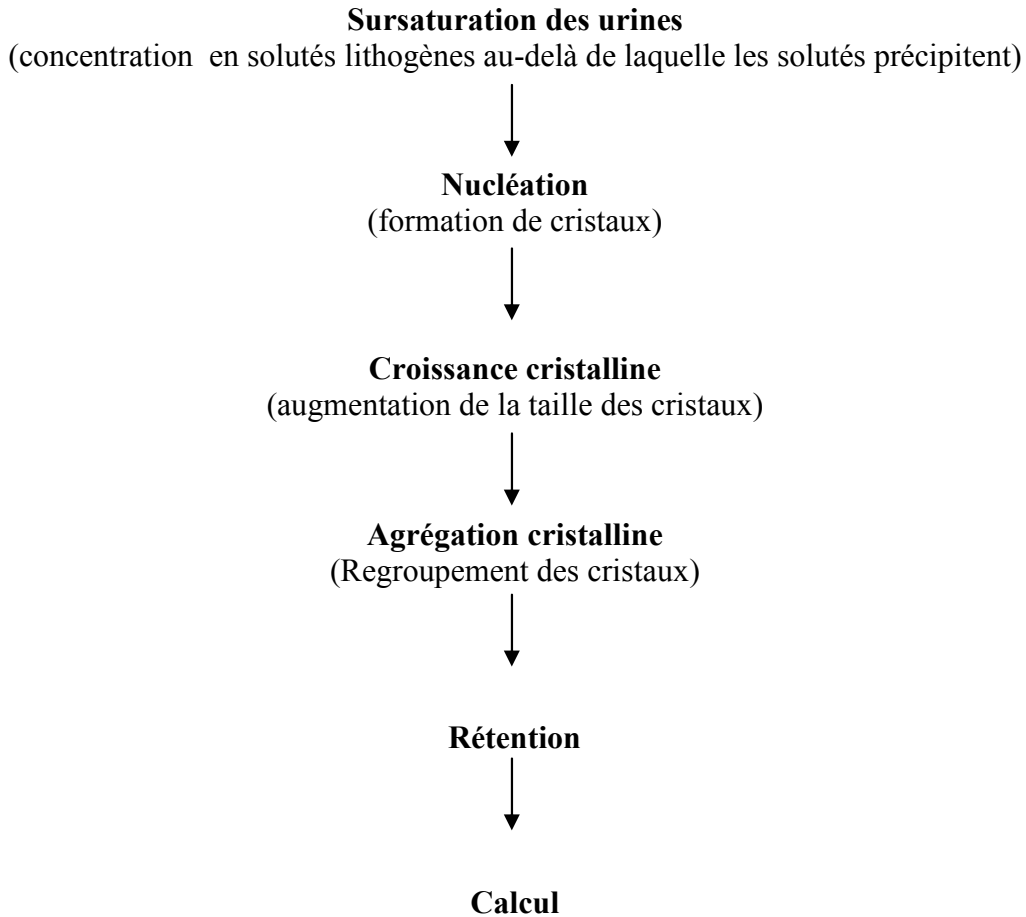 Sursaturation des urines
(concentration  en solutés lithogènes au-delà de laquelle les solutés précipitent)
Nucléation
(formation de cristaux)
Croissance cristalline
(augmentation de la taille des cristaux)
Agrégation cristalline
(Regroupement des cristaux)
Rétention
Calcul